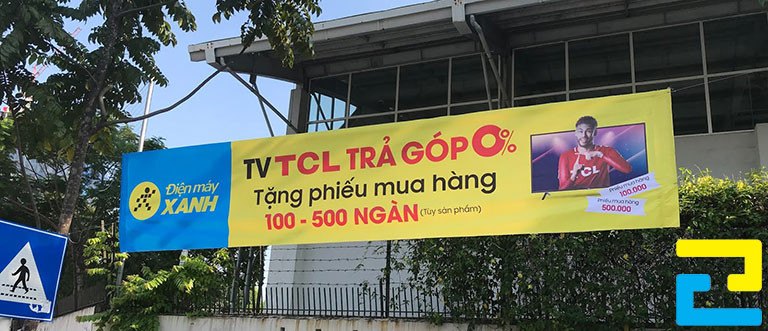 Điện máy
XANH
TV TCL TRẢ GÓP 0%
Tặng phiếu mua hàng
100 - 500 NGÀN (Tùy sản phẩm)
TCL
Phiếu mua hàng
100.000
Phiếu mua hàng
500.000